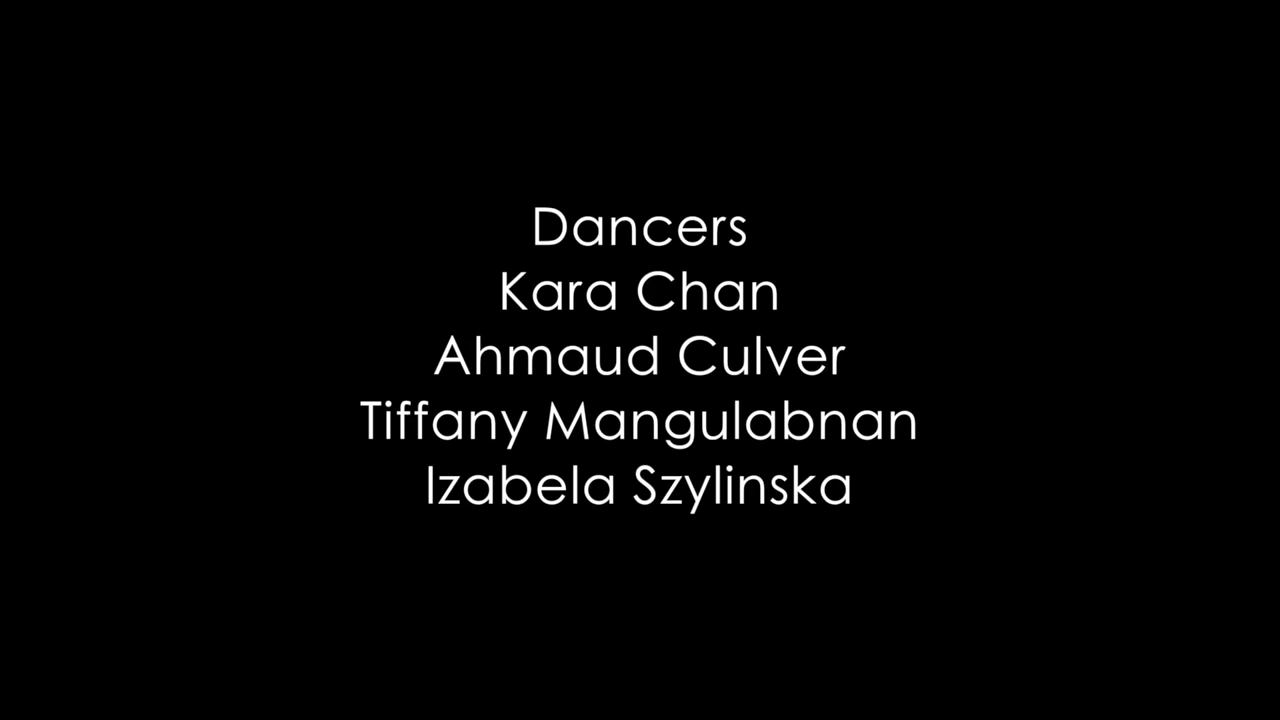 Dancers
Kara Chan
Ahmaud Culver
Tiffany Mangulabnan
Izabela Szylinska